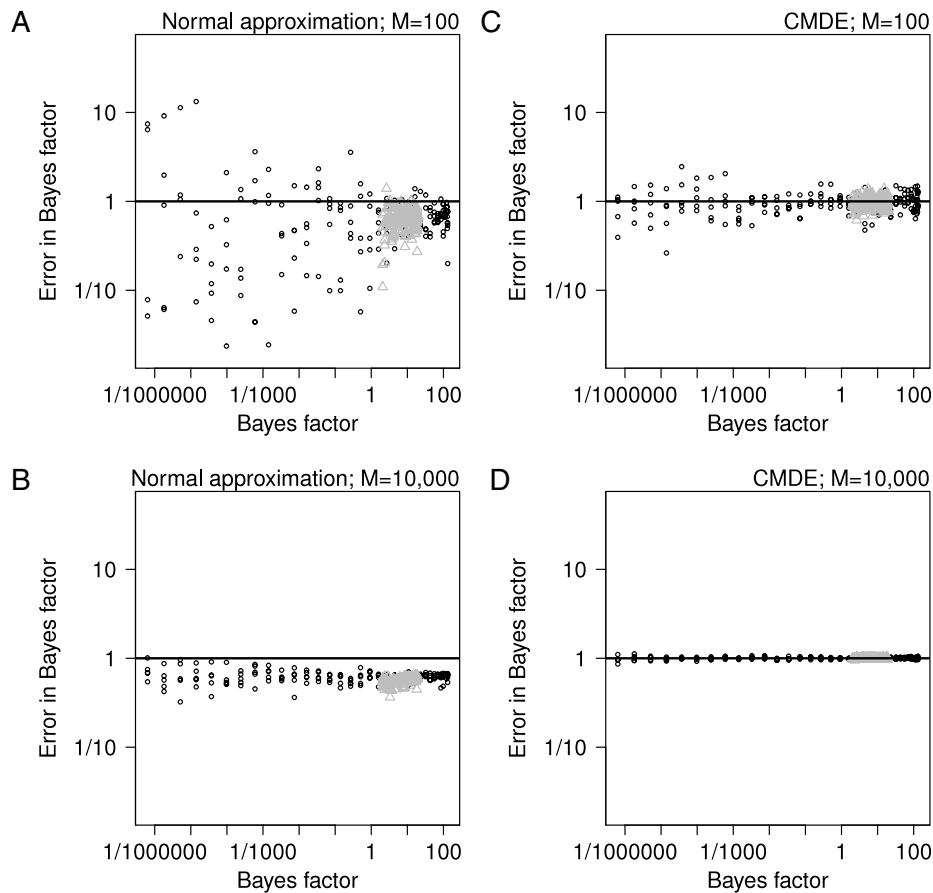 A
Normal approximation; M=100
Error in Bayes factor
10
1
1/10
1/1000000
1/1000
1
100
Bayes factor
C
CMDE; M=100
Error in Bayes factor
10
1
1/10
1/1000000
1/1000
1
100
Bayes factor
B
Normal approximation; M=10,000
Error in Bayes factor
10
1
1/10
1/1000000
1/1000
1
100
Bayes factor
D
CMDE; M=10,000
Error in Bayes factor
10
1
1/10
1/1000000
1/1000
1
100
Bayes factor